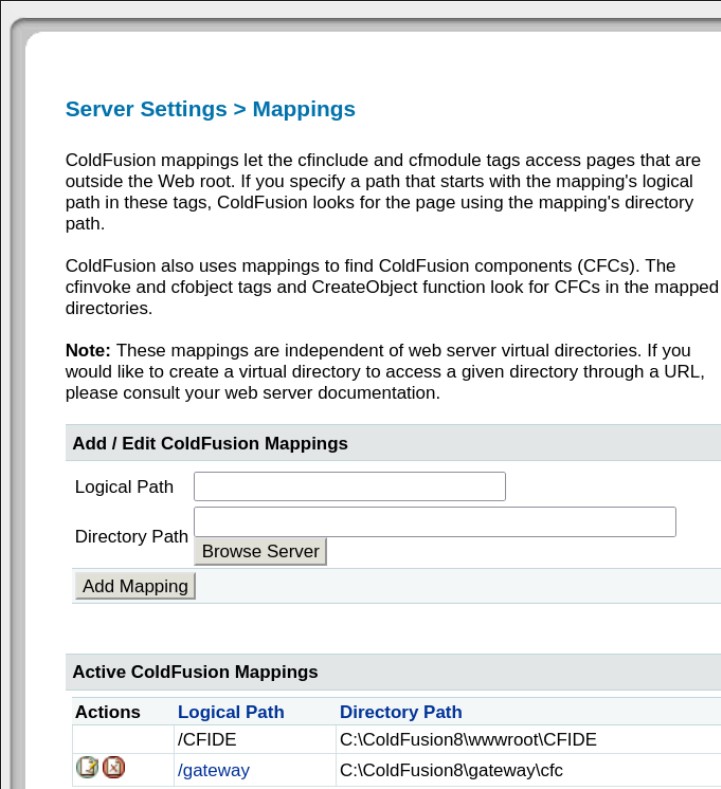 Server Settings > Mappings
ColdFusion mappings let the cfinclude and cfmodule tags access pages that are
outside the Web root. If you specify a path that starts with the mapping's logical
path in these tags, ColdFusion looks for the page using the mapping's directory
path.
ColdFusion also uses mappings to find ColdFusion components (CFCs). The
cfinvoke and cfobject tags and CreateObject function look for CFCs in the mapped
directories.
Note: These mappings are independent of web server virtual directories. If you
would like to create a virtual directory to access a given directory through a URL,
please consult your web server documentation.
Add / Edit ColdFusion Mappings
Logical Path
Directory Path
Browse Server
Add Mapping
Active ColdFusion Mappings
Actions Logical Path Directory Path
/CFIDE C:\ColdFusion8\wwwroot\CFIDE
/gateway C:\ColdFusion8\gateway\cfc